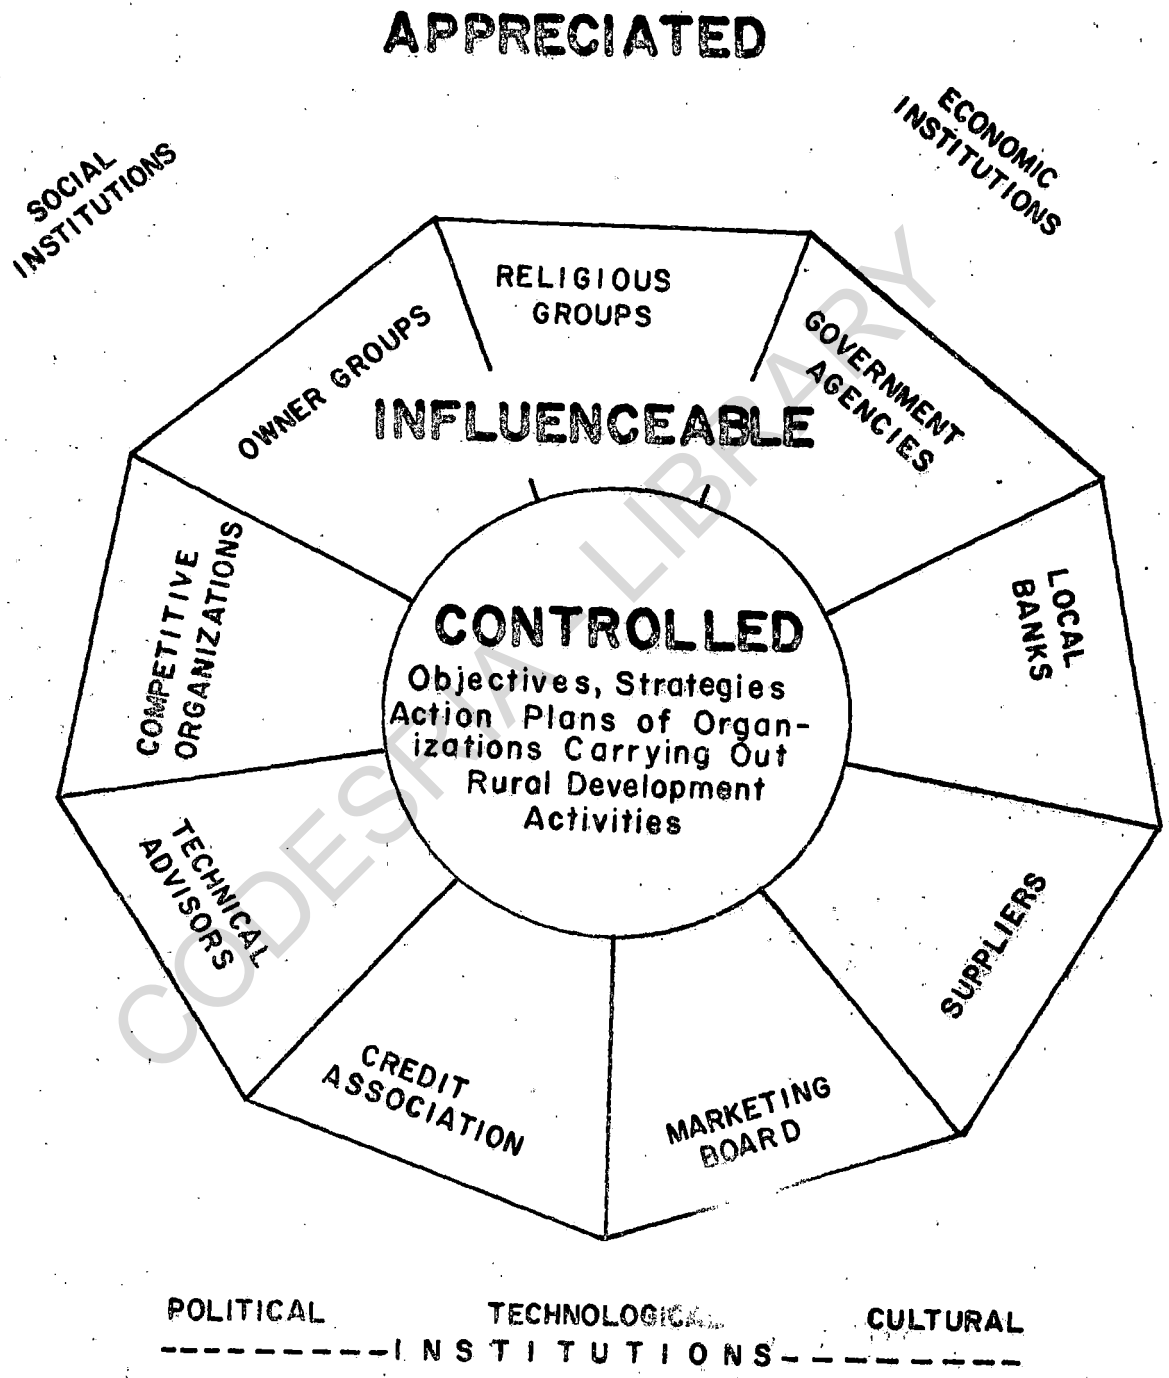 APPRECIATED
SOCIAL
INSTITUTIONS
ECONOMIC
INSTITUTIONS
RELIGIOUS
GROUPS
OWNER GROUPS
GOVERNMENT
AGENCIES
INFLUENCEABLE
COMPETITIVE
ORGANIZATIONS
LOCAL
BANKS
CONTROLLED
Objectives, Strategies
Action Plans of Organ-
izations Carrying Out
Rural Development
Activities
TECHNICAL
ADVISORS
SUPPLIERS
CREDIT
ASSOCIATION
MARKETING
BOARD
POLITICAL TECHNOLOGICAL CULTURAL
----------INSTITUTIONS---------
CODESRIA - LIBRARY